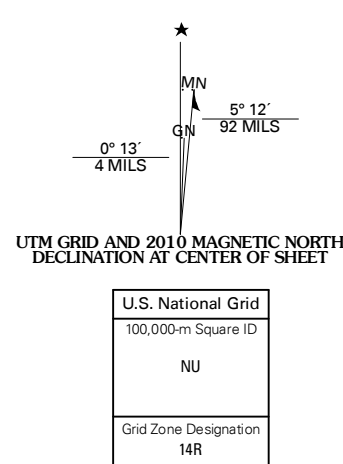 ★
MN
GN
5° 12´
92 MILS
0° 13´
4 MILS
UTM GRID AND 2010 MAGNETIC NORTH
DECLINATION AT CENTER OF SHEET
U.S. National Grid
100,000-m Square ID
NU
Grid Zone Designation
14R